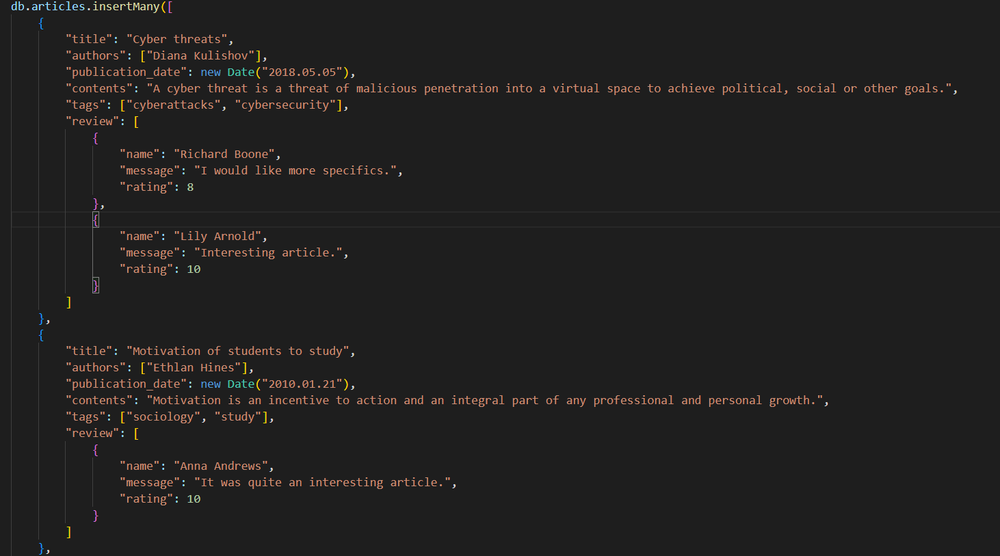 db.articles.insertMany([
    {
        "title": "Cyber threats",
        "authors": ["Diana Kulishov"],
        "publication_date": new Date("2018.05.05"),
        "contents": "A cyber threat is a threat of malicious penetration into a virtual space to achieve political, social or other goals.",
        "tags": ["cyberattacks", "cybersecurity"],
        "review": [
            {
                "name": "Richard Boone",
                "message": "I would like more specifics.",
                "rating": 8
            },
            {
                "name": "Lily Arnold",
                "message": "Interesting article.",
                "rating": 10
            }
        ]
    },
    {
        "title": "Motivation of students to study",
        "authors": ["Ethlan Hines"],
        "publication_date": new Date("2010.01.21"),
        "contents": "Motivation is an incentive to action and an integral part of any professional and personal growth.",
        "tags": ["sociology", "study"],
        "review": [
            {
                "name": "Anna Andrews",
                "message": "It was quite an interesting article.",
                "rating": 10
            }
        ]
    },